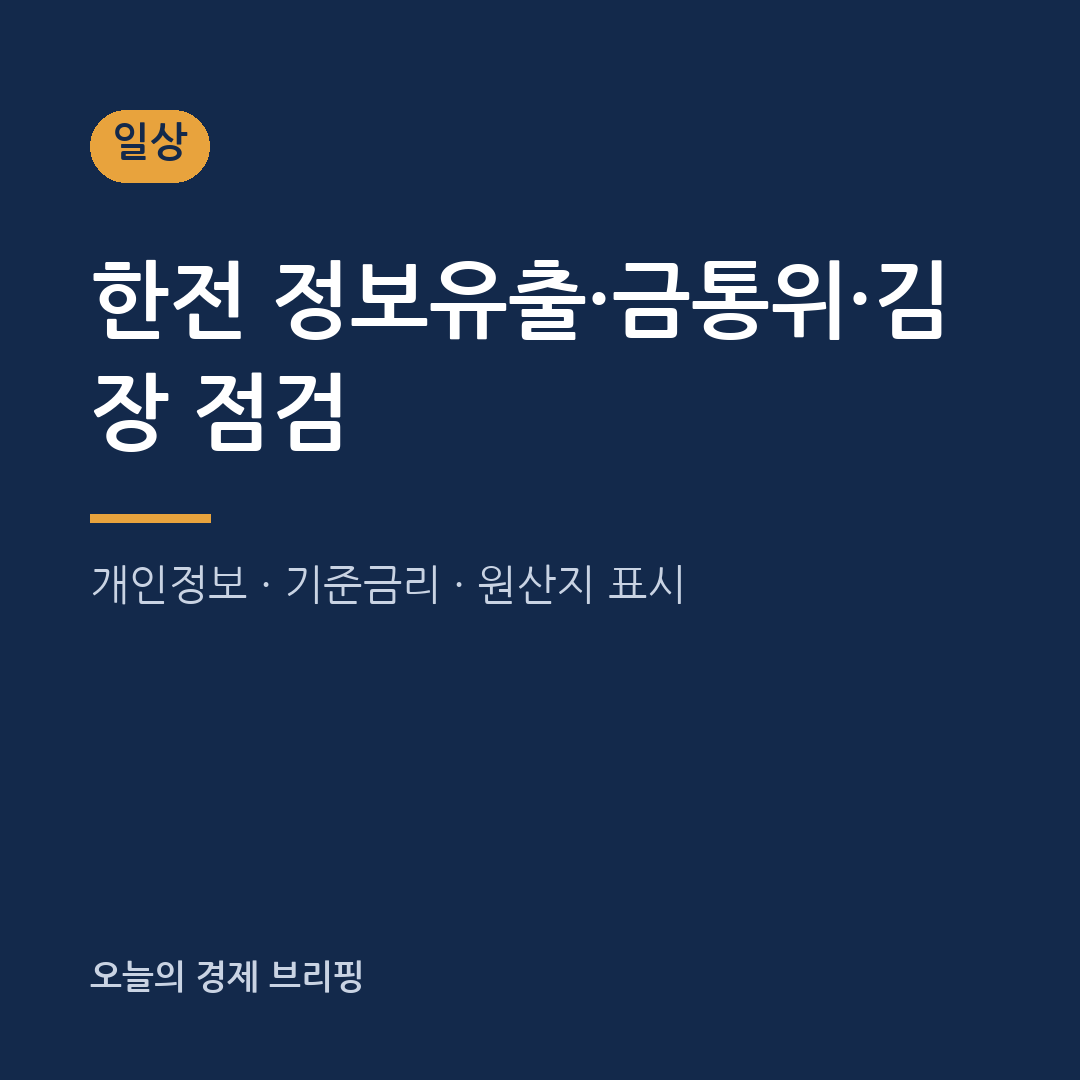 일상
한전 정보유출·금통위·김
장 점검
개인정보 · 기준금리 · 원산지 표시
오늘의 경제 브리핑